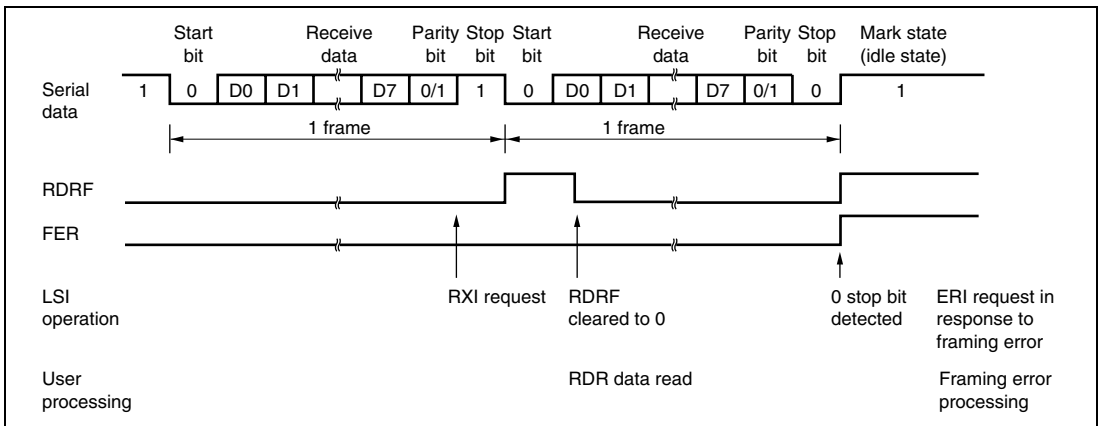 Start Receive Parity Stop Start Receive Parity Stop Mark state
bit data bit bit bit data bit bit (idle state)
Serial 1 0 D0 D1 D7 0/1 1 0 D0 D1 D7 0/1 0 1
data
1 frame 1 frame
RDRF
FER
LSI RXI request RDRF 0 stop bit ERI request in
operation cleared to 0 detected response to
framing error
User RDR data read Framing error
processing processing